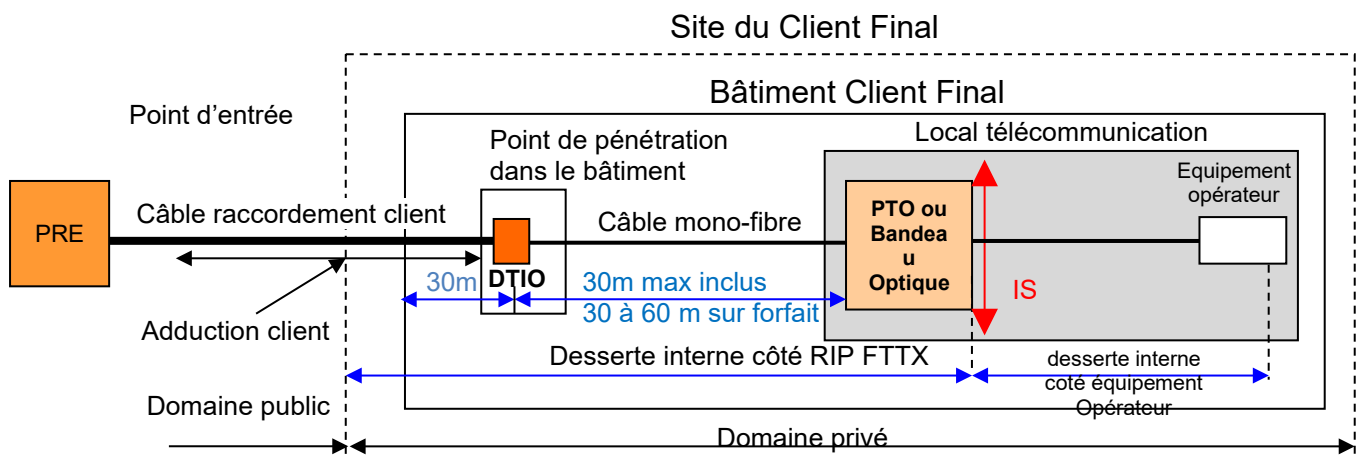 Site du Client Final
Bâtiment Client Final
Point d’entrée
Local télécommunication
Point de pénétration
dans le bâtiment
Equipement
opérateur
PRE
Câble raccordement client
Câble mono-fibre
PTO ou
Bandea
u
Optique
30m
DTIO
30m max inclus
IS
30 à 60 m sur forfait
Adduction client
Desserte interne côté RIP FTTX
desserte interne
coté équipement
Opérateur
Domaine public
Domaine privé